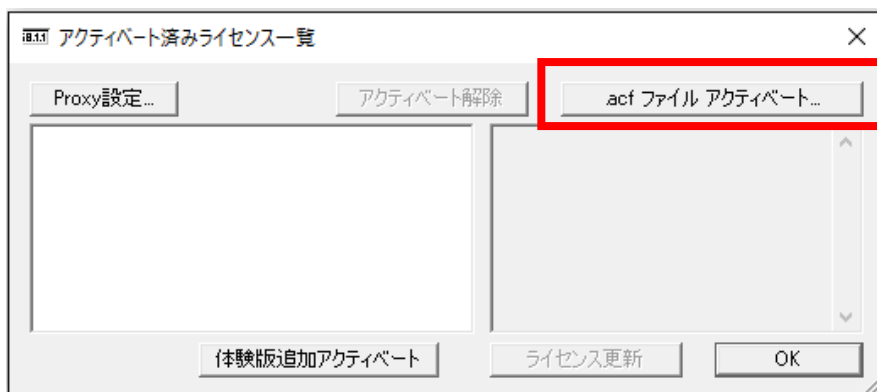 8.1.1 アクティベート済みライセンス一覧
Proxy設定... アクティベート解除 .acf ファイル アクティベート...
体験版追加アクティベート ライセンス更新 OK